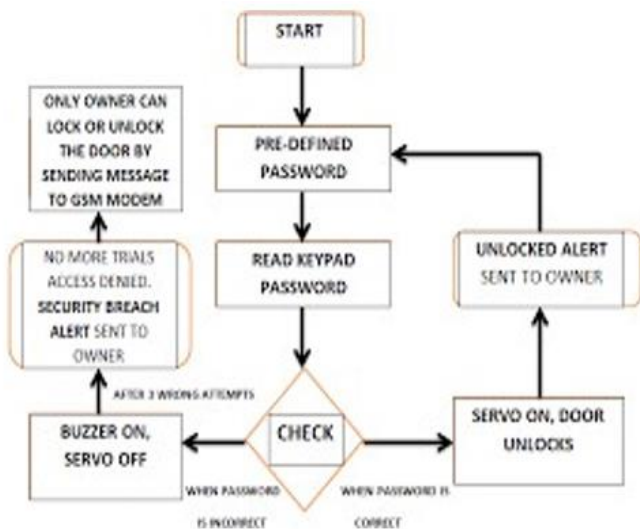 START
ONLY OWNER CAN
LOCK OR UNLOCK
THE DOOR BY
SENDING MESSAGE
TO GSM MODEM
PRE-DEFINED
PASSWORD
NO MORE TRIALS
ACCESS DENIED.
SECURITY BREACH
ALERT SENT TO
OWNER
READ KEYPAD
PASSWORD
UNLOCKED ALERT
SENT TO OWNER
AFTER 3 WRONG ATTEMPTS
BUZZER ON,
SERVO OFF
CHECK
SERVO ON, DOOR
UNLOCKS
WHEN PASSWORD
IS INCORRECT
WHEN PASSWORD IS
CORRECT